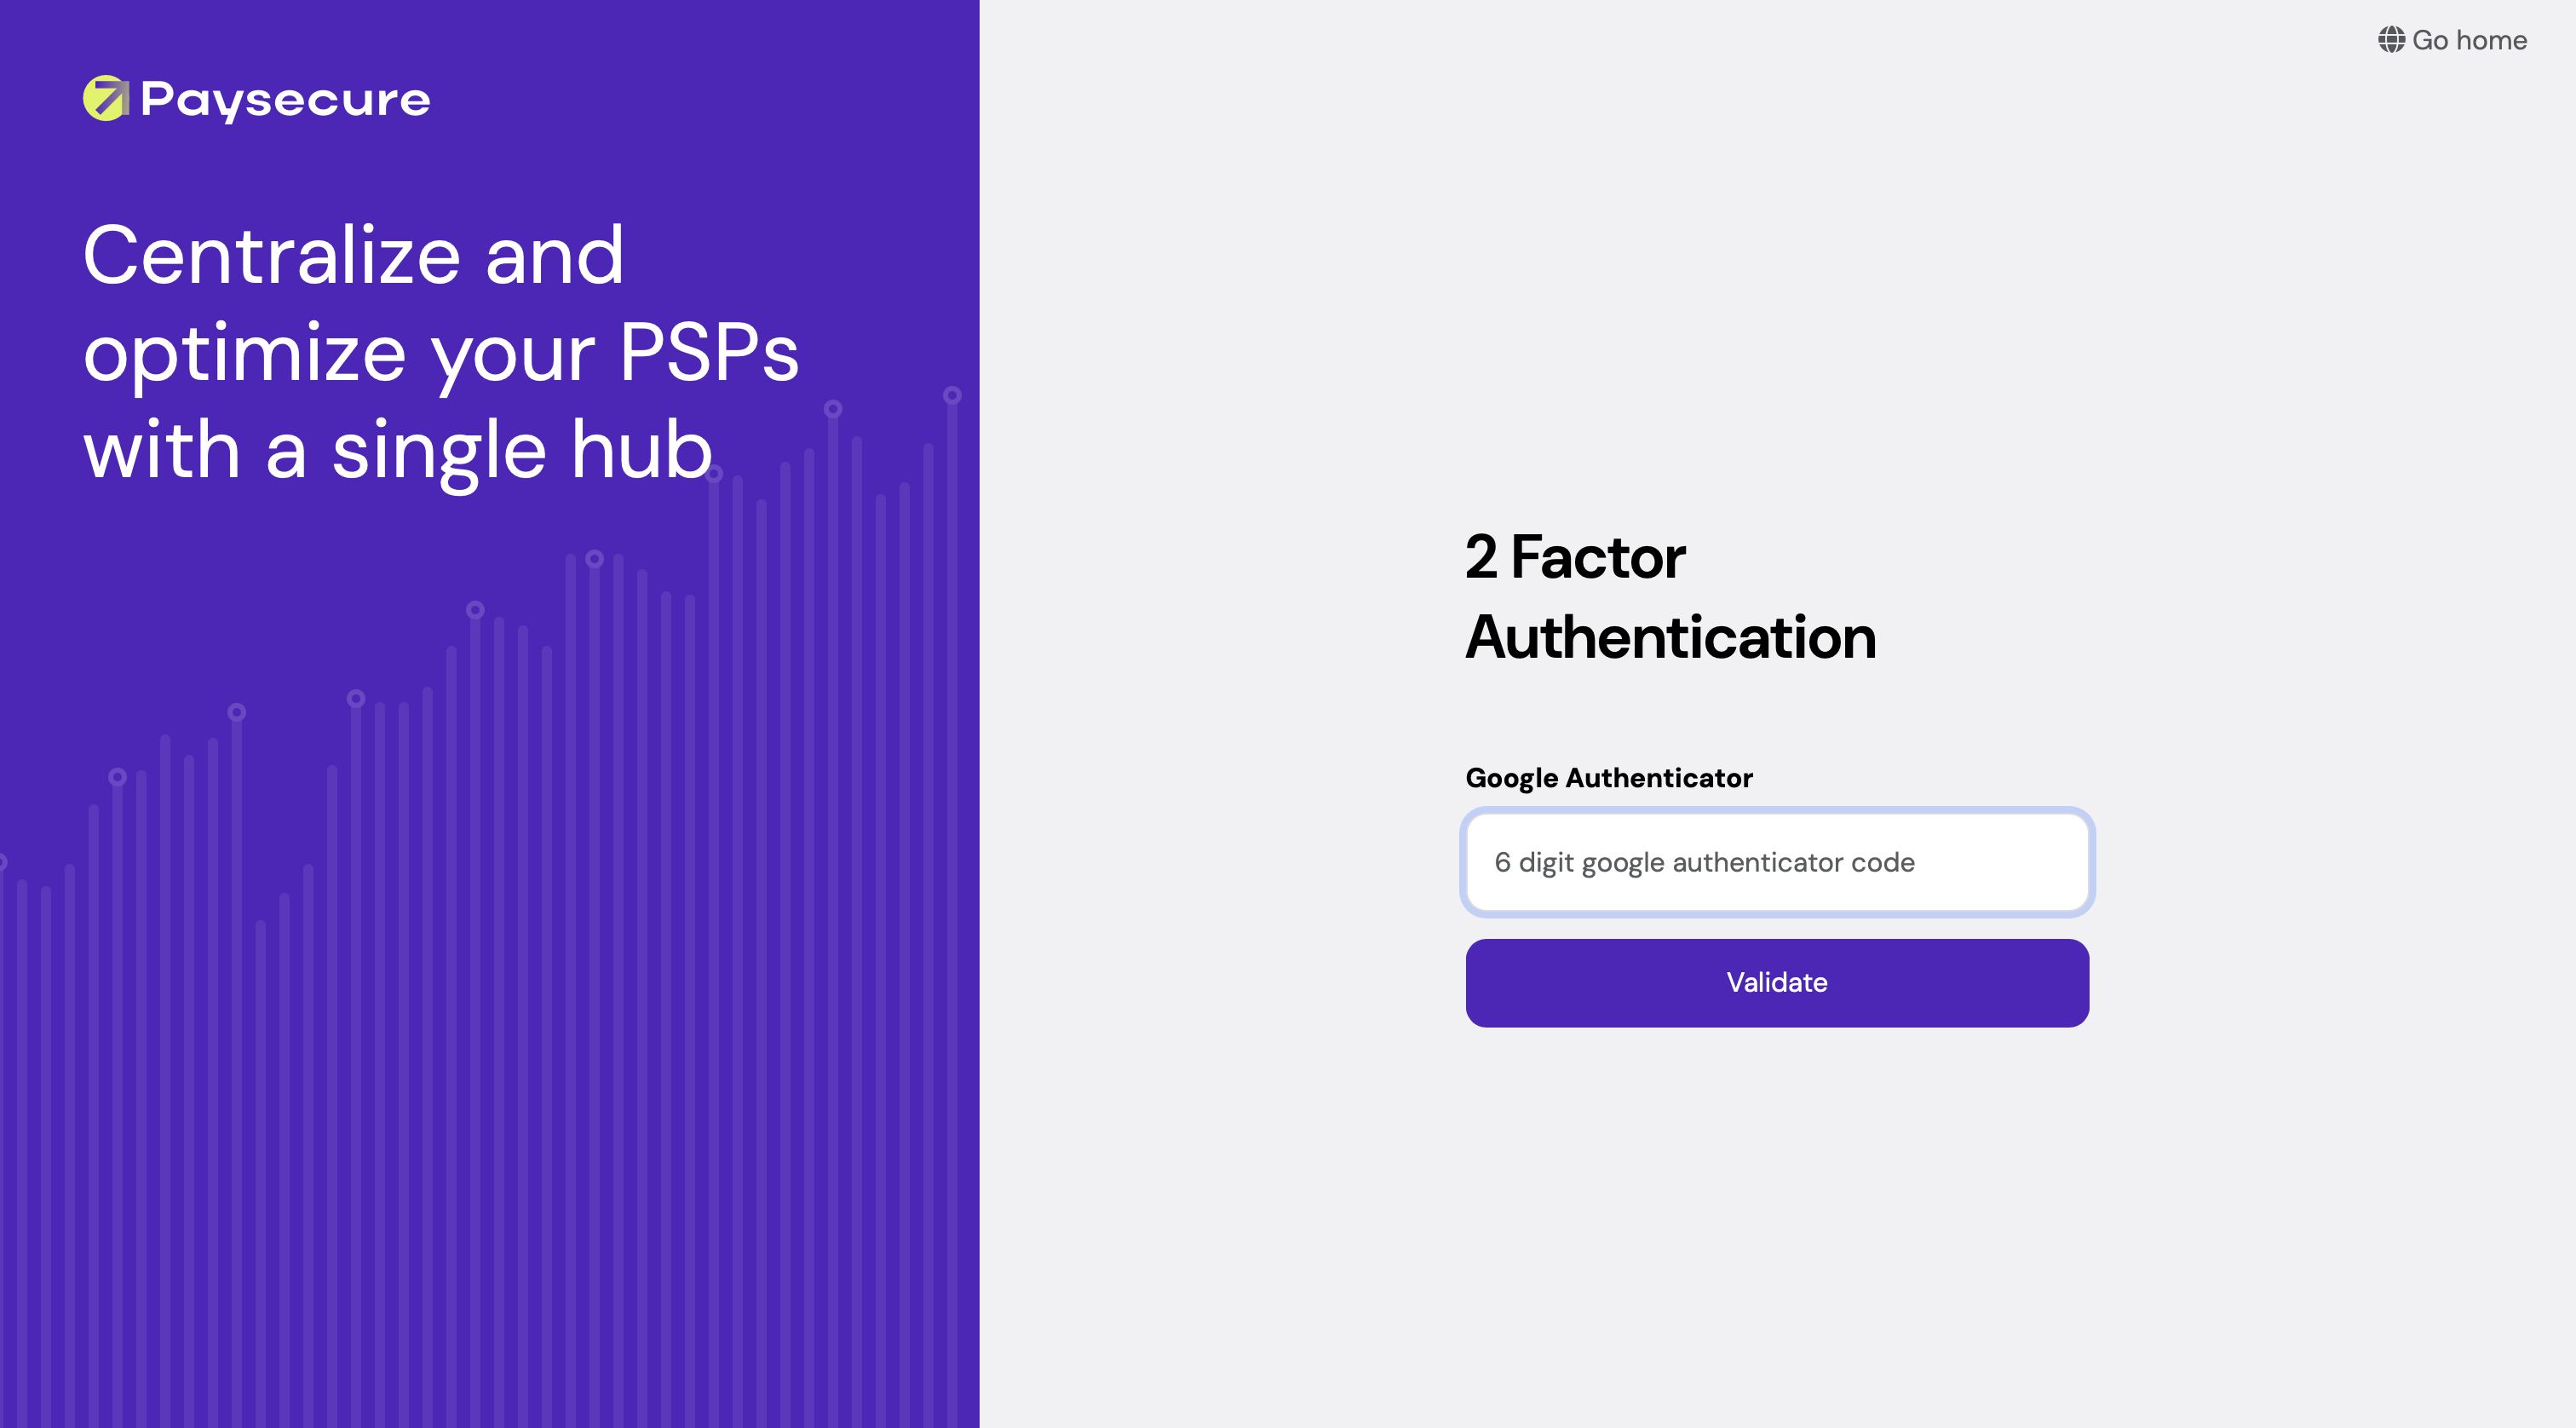 Paysecure
Centralize and
optimize your PSPs
with a single hub
Go home
2 Factor
Authentication
Google Authenticator
6 digit google authenticator code
Validate